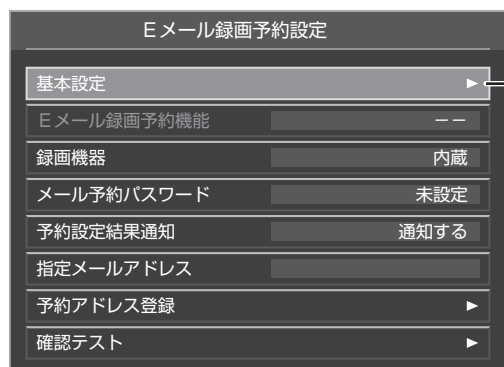 Eメール録画予約設定
基本設定 ►
Eメール録画予約機能 −−
録画機器 内蔵
メール予約パスワード 未設定
予約設定結果通知 通知する
指定メールアドレス
予約アドレス登録 ►
確認テスト ►